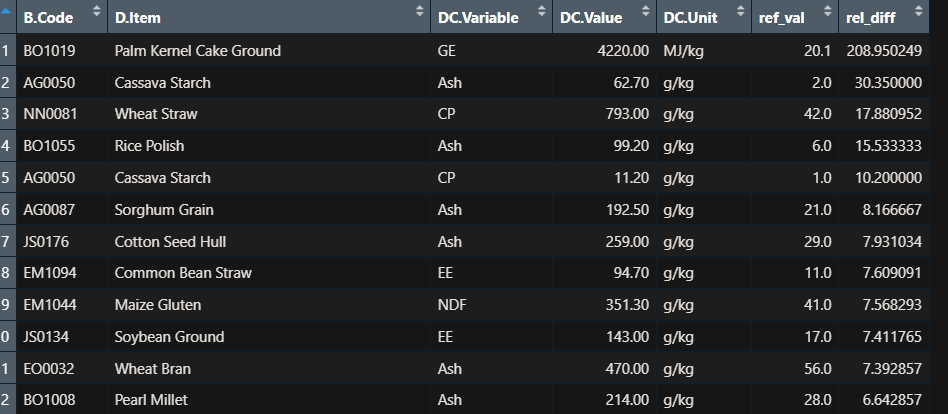 B.Code D.Item DC.Variable DC.Value DC.Unit ref_val rel_diff
1 BO1019 Palm Kernel Cake Ground GE 4220.00 MJ/kg 20.1 208.950249
2 AG0050 Cassava Starch Ash 62.70 g/kg 2.0 30.350000
3 NN0081 Wheat Straw CP 793.00 g/kg 42.0 17.880952
4 BO1055 Rice Polish Ash 99.20 g/kg 6.0 15.533333
5 AG0050 Cassava Starch CP 11.20 g/kg 1.0 10.200000
6 AG0087 Sorghum Grain Ash 192.50 g/kg 21.0 8.166667
7 JS0176 Cotton Seed Hull Ash 259.00 g/kg 29.0 7.931034
8 EM1094 Common Bean Straw EE 94.70 g/kg 11.0 7.609091
9 EM1044 Maize Gluten NDF 351.30 g/kg 41.0 7.568293
0 JS0134 Soybean Ground EE 143.00 g/kg 17.0 7.411765
1 EO0032 Wheat Bran Ash 470.00 g/kg 56.0 7.392857
2 BO1008 Pearl Millet Ash 214.00 g/kg 28.0 6.642857